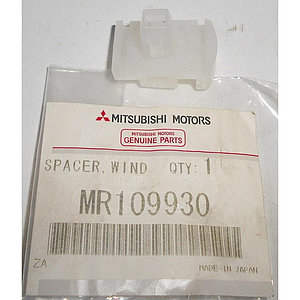 MITSUBISHI MOTORS
MITSUBISHI MOTORS
GENUINE PARTS
SPACER, WIND QTY: 1
MR109930
ZA MADE IN JAPAN